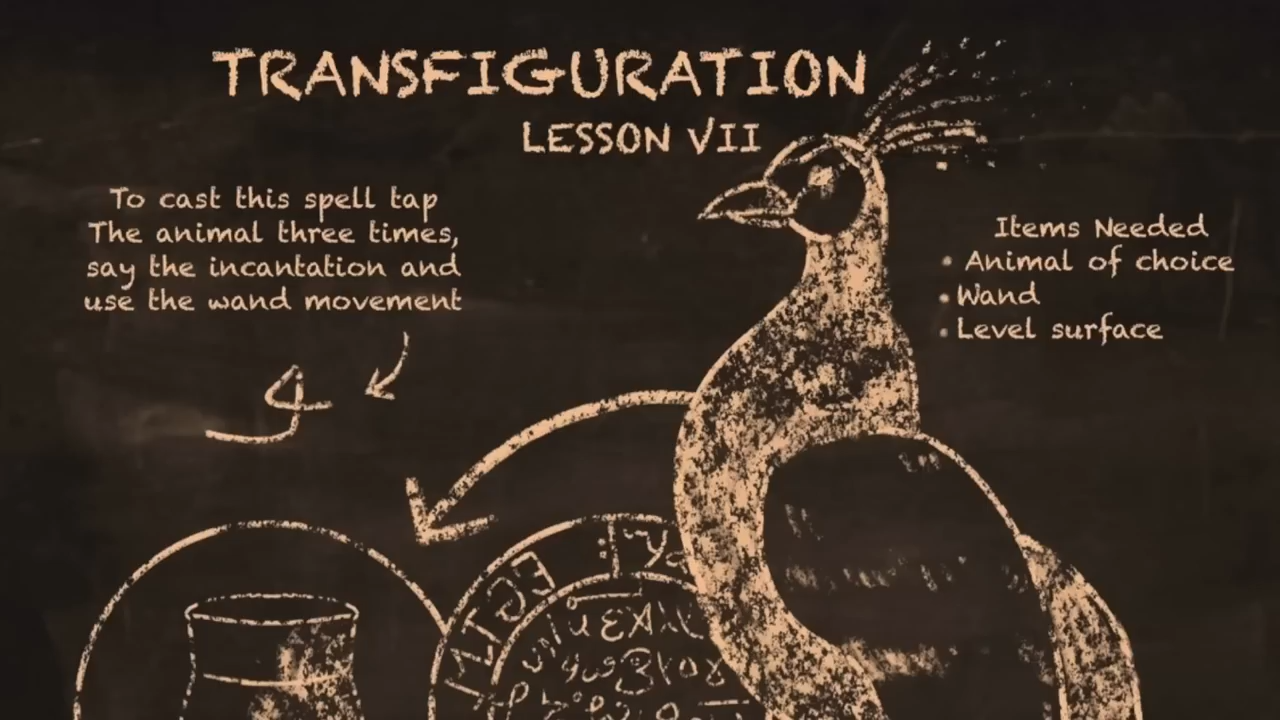 TRANSFIGURATION
LESSON VII
To cast this spell tap
The animal three times,
say the incantation and
use the wand movement
Items Needed
• Animal of choice
• Wand
• Level surface